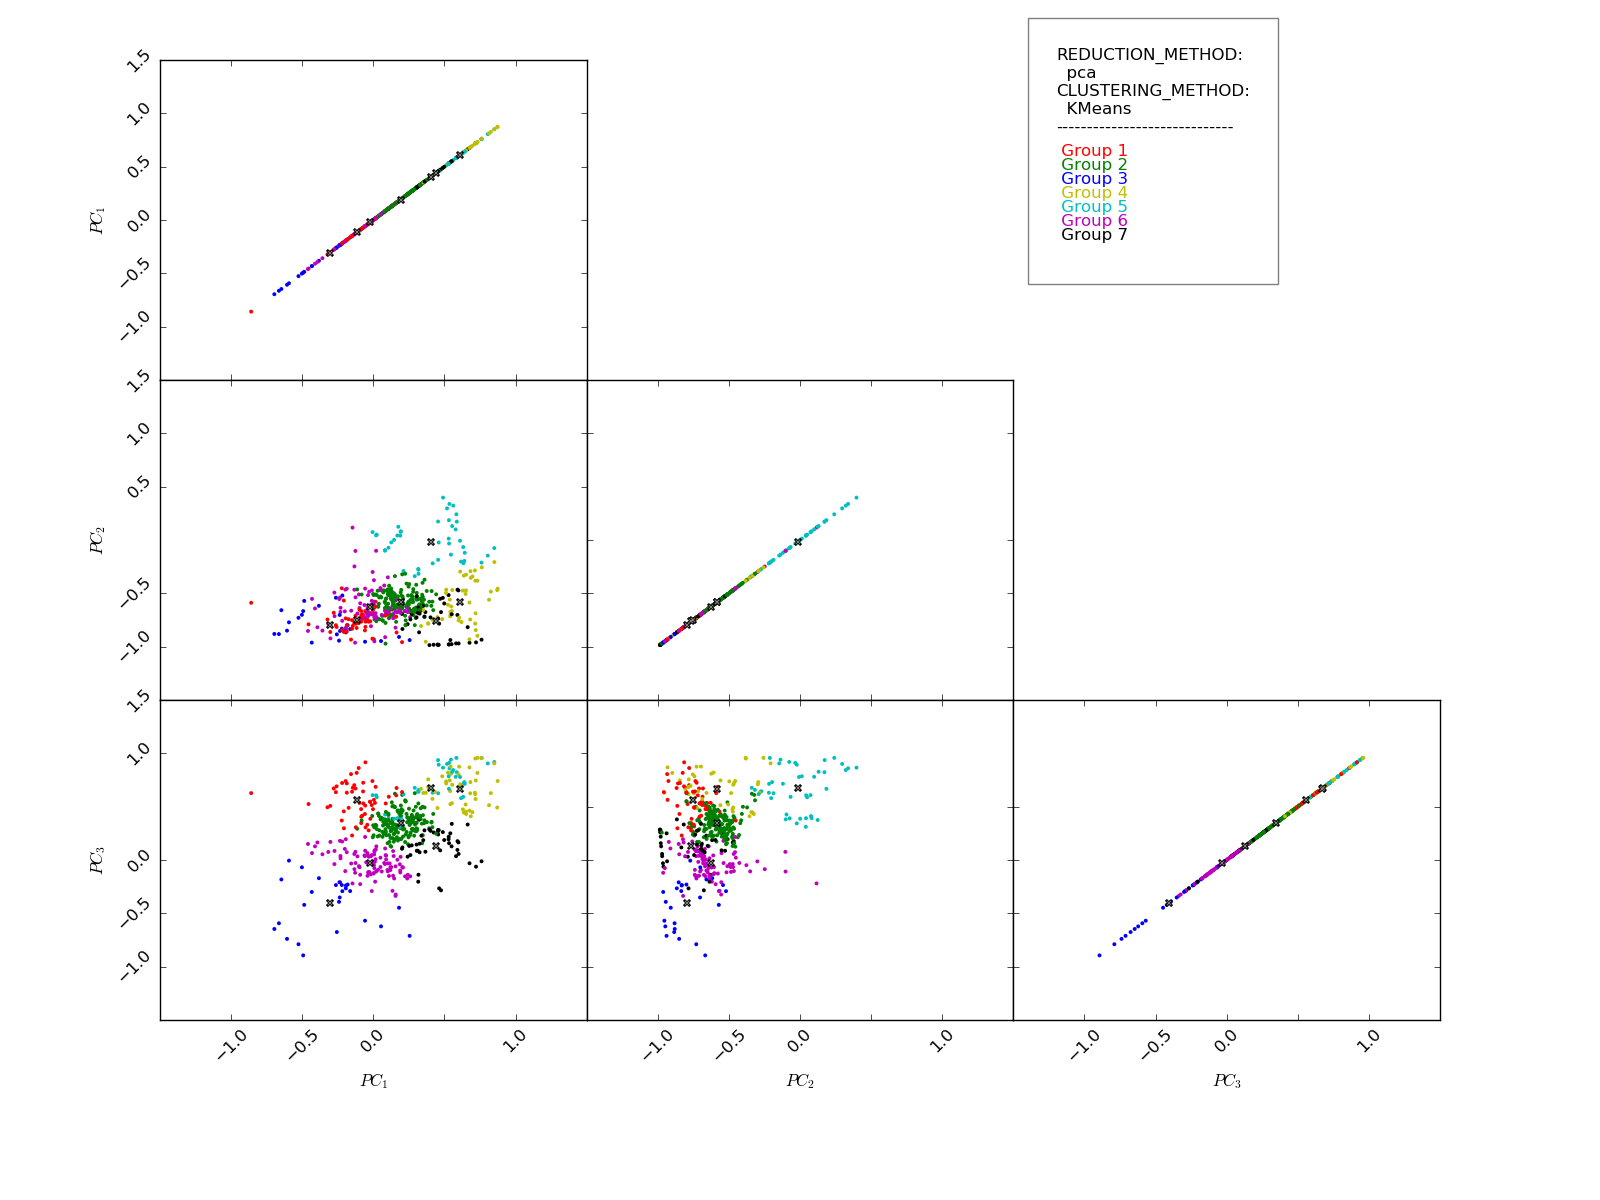 REDUCTION_METHOD:
pca
CLUSTERING_METHOD:
KMeans
------------------------------
Group 1
Group 2
Group 3
Group 4
Group 5
Group 6
Group 7
1.5
1.0
0.5
0.0
−0.5
−1.0
PC1
1.5
1.0
0.5
−0.5
−1.0
PC2
1.5
1.0
0.0
−0.5
−1.0
PC3
−1.0 −0.5 0.0 1.0
−1.0 −0.5 0.0 1.0
−1.0 −0.5 0.0 1.0
PC1 PC2 PC3